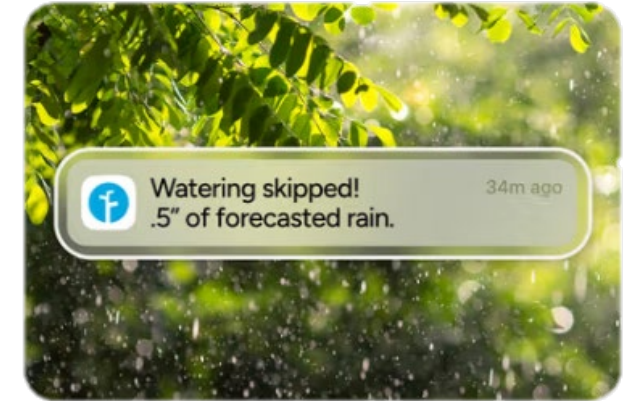 Watering skipped! 34m ago
.5” of forecasted rain.